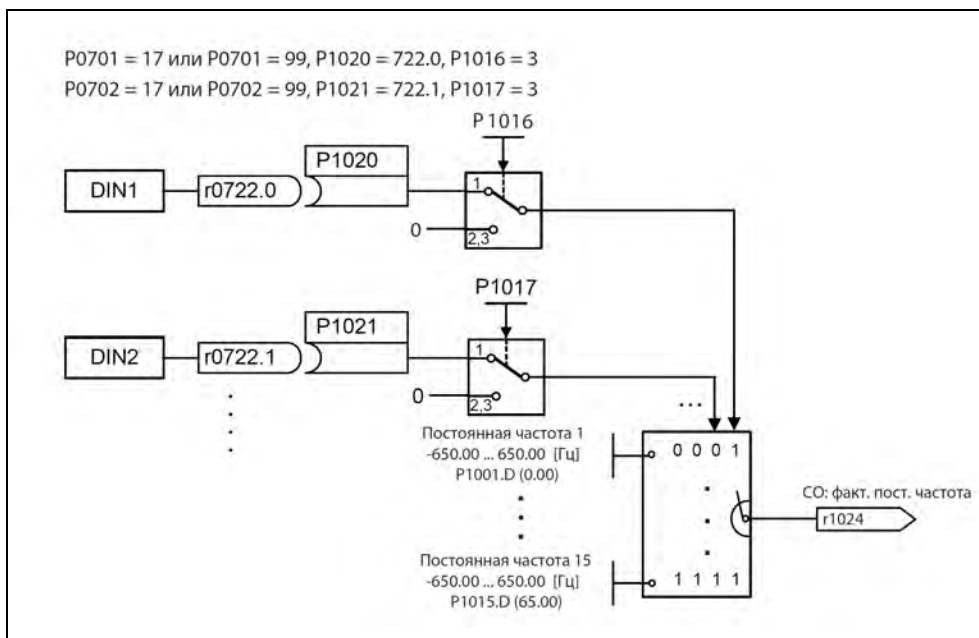 P0701 = 17 или P0701 = 99, P1020 = 722.0, P1016 = 3
P0702 = 17 или P0702 = 99, P1021 = 722.1, P1017 = 3
P1016
P1020
DIN1
r0722.0
1
0
2,3
P1017
P1021
DIN2
r0722.1
1
0
2,3
...
Постоянная частота 1
-650.00 ... 650.00 [Гц]
P1001.D (0.00)
0 0 0 1
CO: факт. пост. частота
r1024
Постоянная частота 15
-650.00 ... 650.00 [Гц]
P1015.D (65.00)
1 1 1 1